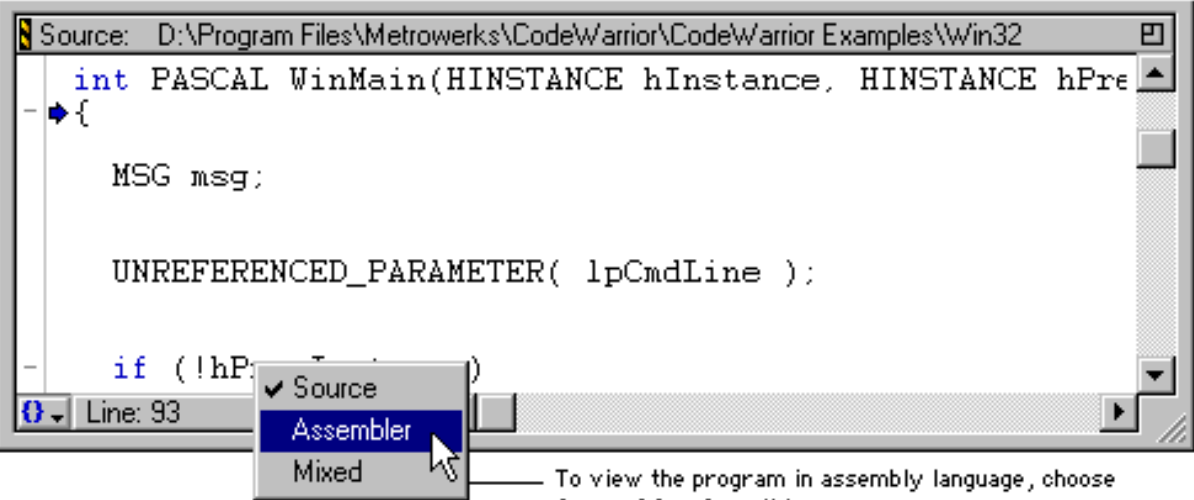 Source: D:\Program Files\Metrowerks\CodeWarrior\CodeWarrior Examples\Win32
int PASCAL WinMain(HINSTANCE hInstance, HINSTANCE hPre
{
MSG msg;
UNREFERENCED_PARAMETER( lpCmdLine );
if (!hP )
Source
Line: 93
Assembler
Mixed
To view the program in assembly language, choose